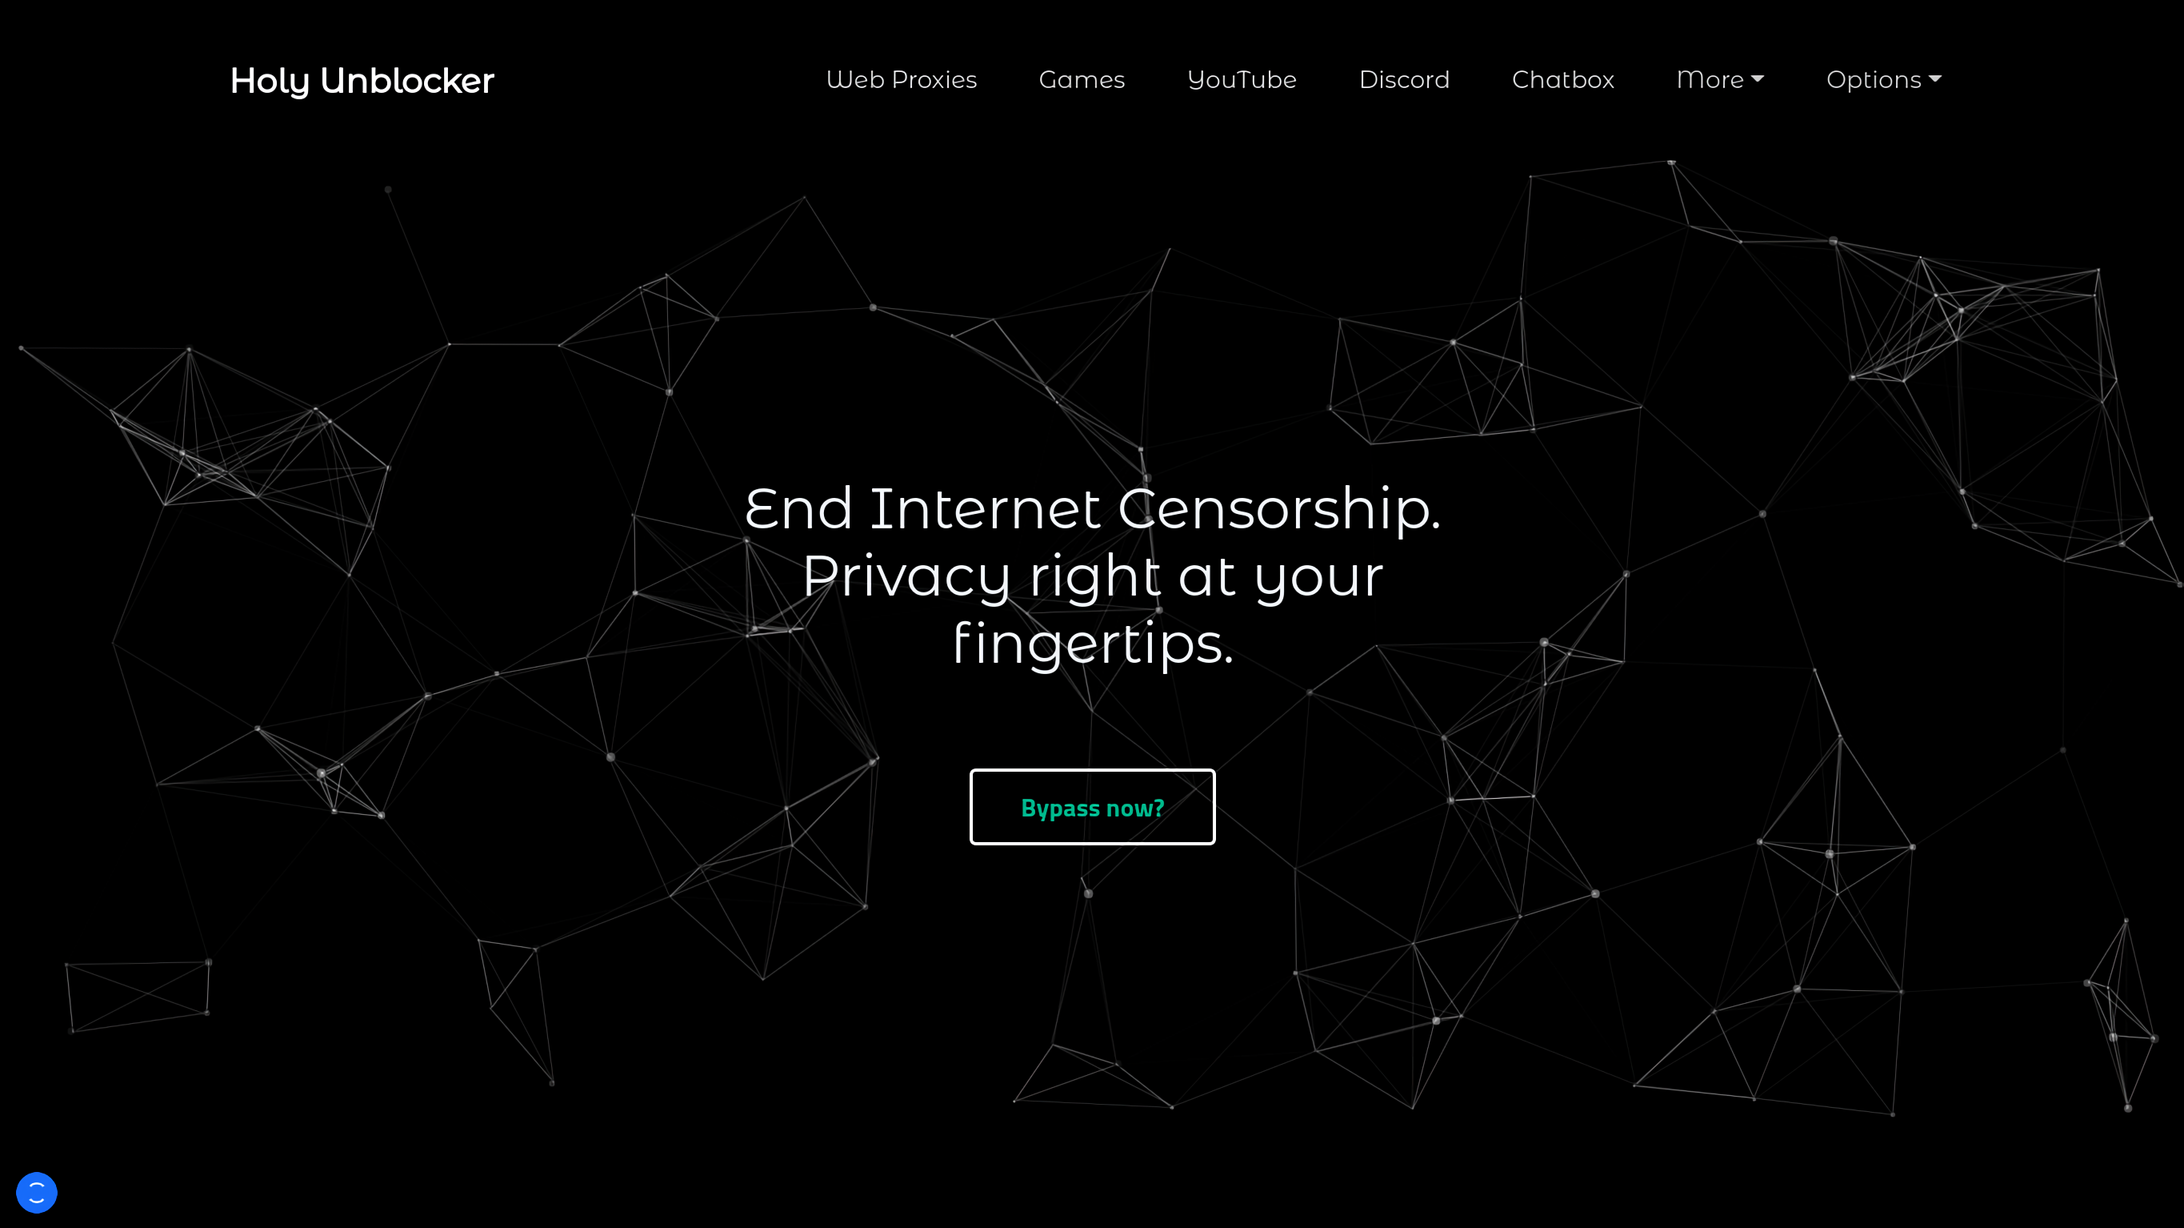 Holy Unblocker
Web Proxies Games YouTube Discord Chatbox More Options
End Internet Censorship.
Privacy right at your
fingertips.
Bypass now?